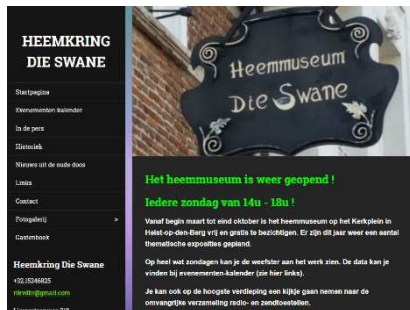 HEEMKRING
DIE SWANE
Startpagina
Evenementen kalender
In de pers
Historiek
Nieuws uit de oude doos
Links
Contact
Fotogalerij >
Gastenboek
Heemkring Die Swane
+32.15246825
Heemmuseum
Die Swane
Het heemmuseum is weer geopend !
Iedere zondag van 14u - 18u !
Vanaf begin maart tot eind oktober is het heemmuseum op het Kerkplein in
Heist-op-den-Berg vrij en gratis te bezichtigen. Er zijn dit jaar weer een aantal
thematische exposities gepland.
Op heel wat zondagen kan je de weefster aan het werk zien. De data kan je
vinden bij evenementen-kalender (zie hier links).
Je kan ook op de hoogste verdieping een kijkje gaan nemen naar de
omvangrijke verzameling radio- en zendtoestellen.